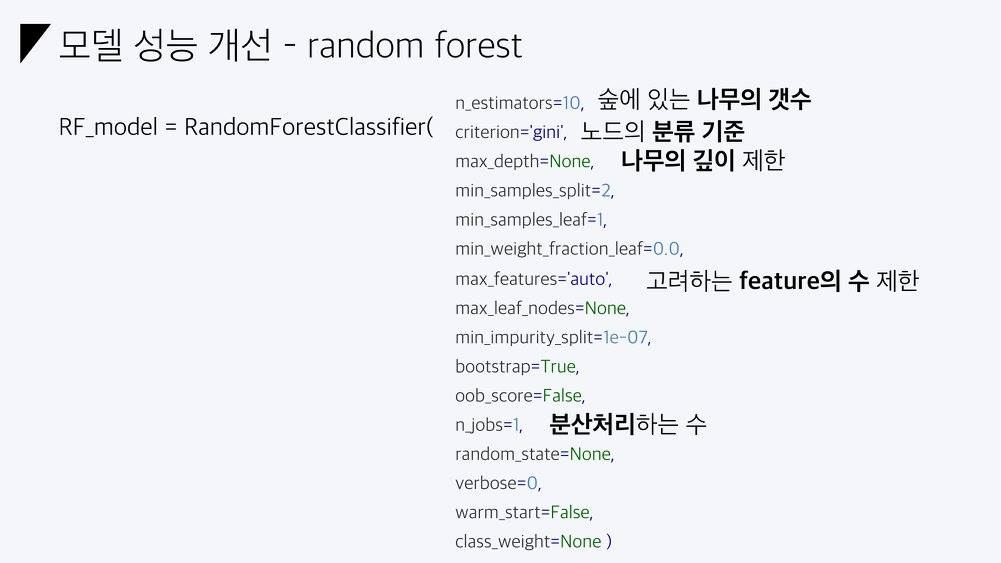 모델 성능 개선 - random forest
RF_model = RandomForestClassifier(
n_estimators=10, 숲에 있는 나무의 갯수
criterion='gini', 노드의 분류 기준
max_depth=None, 나무의 깊이 제한
min_samples_split=2,
min_samples_leaf=1,
min_weight_fraction_leaf=0.0,
max_features='auto', 고려하는 feature의 수 제한
max_leaf_nodes=None,
min_impurity_split=1e-07,
bootstrap=True,
oob_score=False,
n_jobs=1, 분산처리하는 수
random_state=None,
verbose=0,
warm_start=False,
class_weight=None )